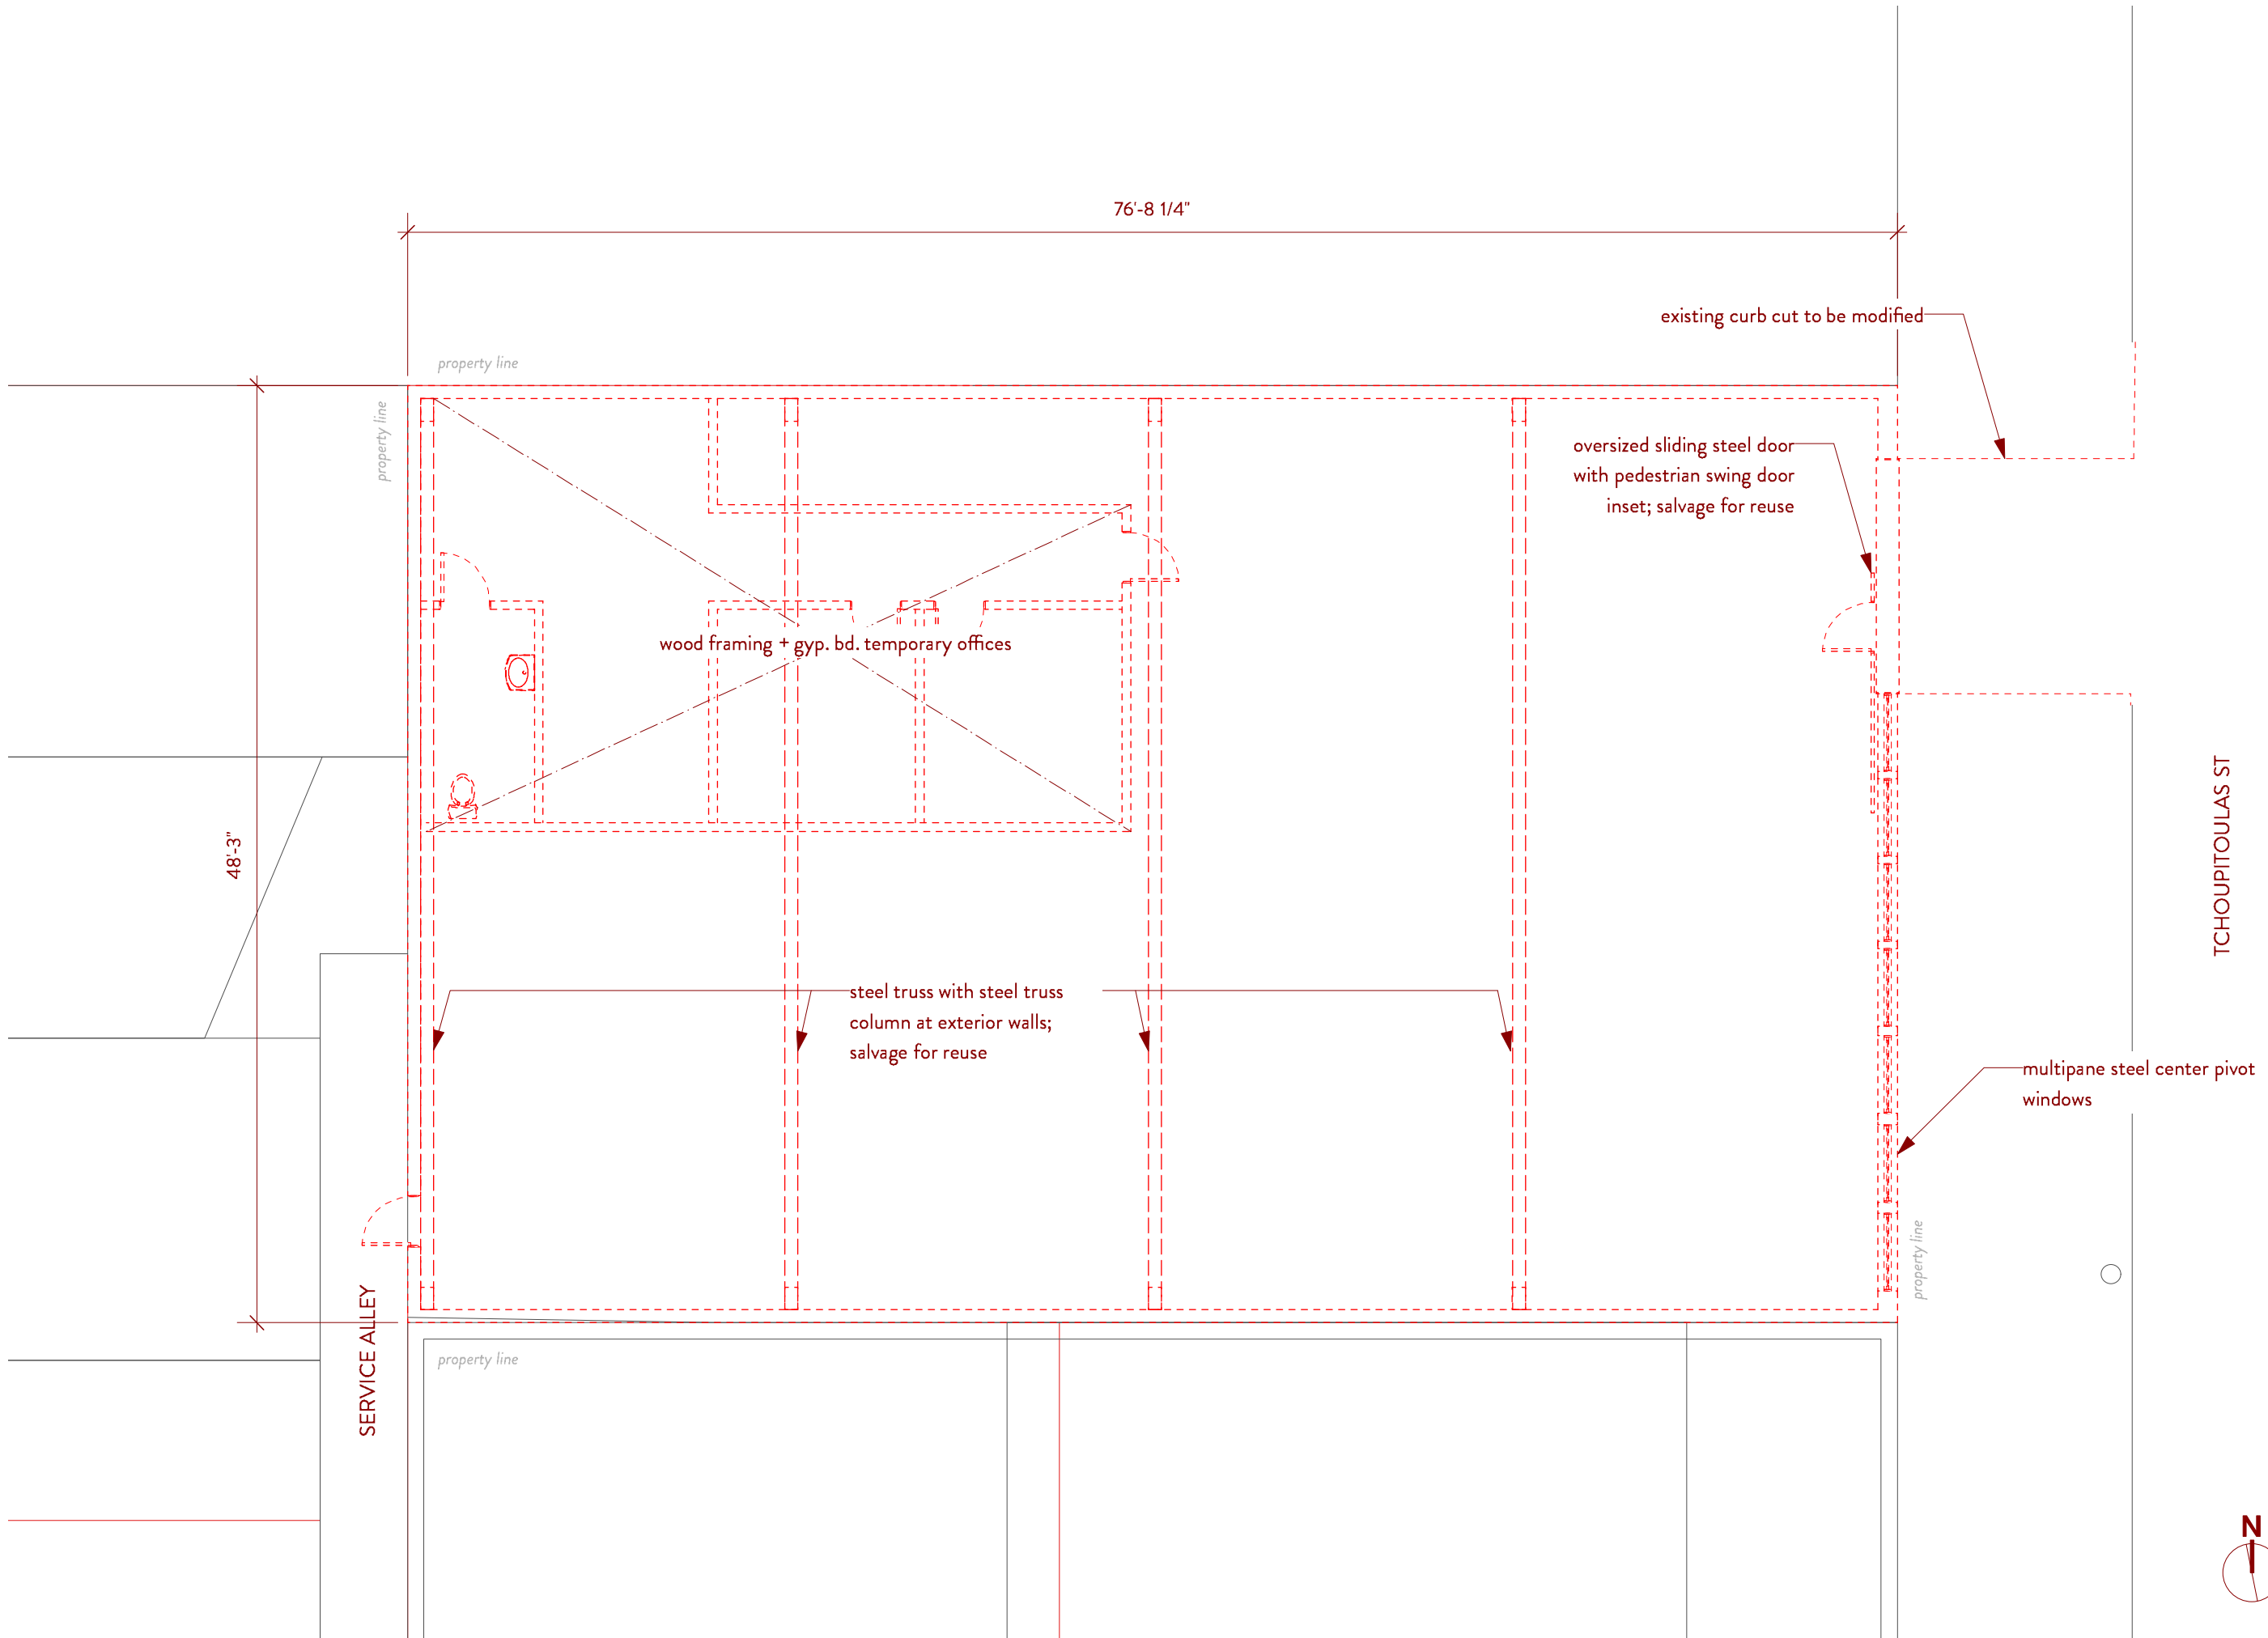 76'-8 1/4"
existing curb cut to be modified
property line
property line
oversized sliding steel door
with pedestrian swing door
inset; salvage for reuse
wood framing + gyp. bd. temporary offices
48'-3"
TCHOUPITOULAS ST
steel truss with steel truss
column at exterior walls;
salvage for reuse
multipane steel center pivot
windows
property line
SERVICE ALLEY
property line
N